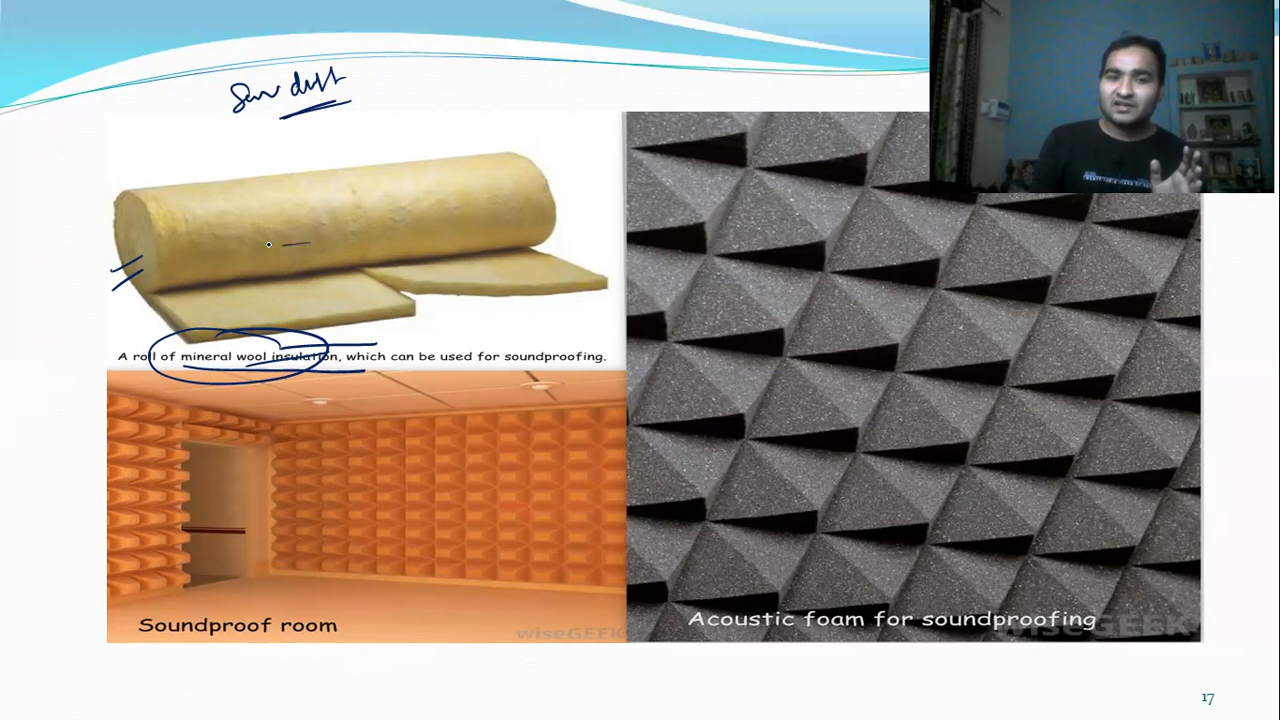 A roll of mineral wool insulation, which can be used for soundproofing.
Soundproof room
wiseGEEK
Acoustic foam for soundproofing
wiseGEEK
17